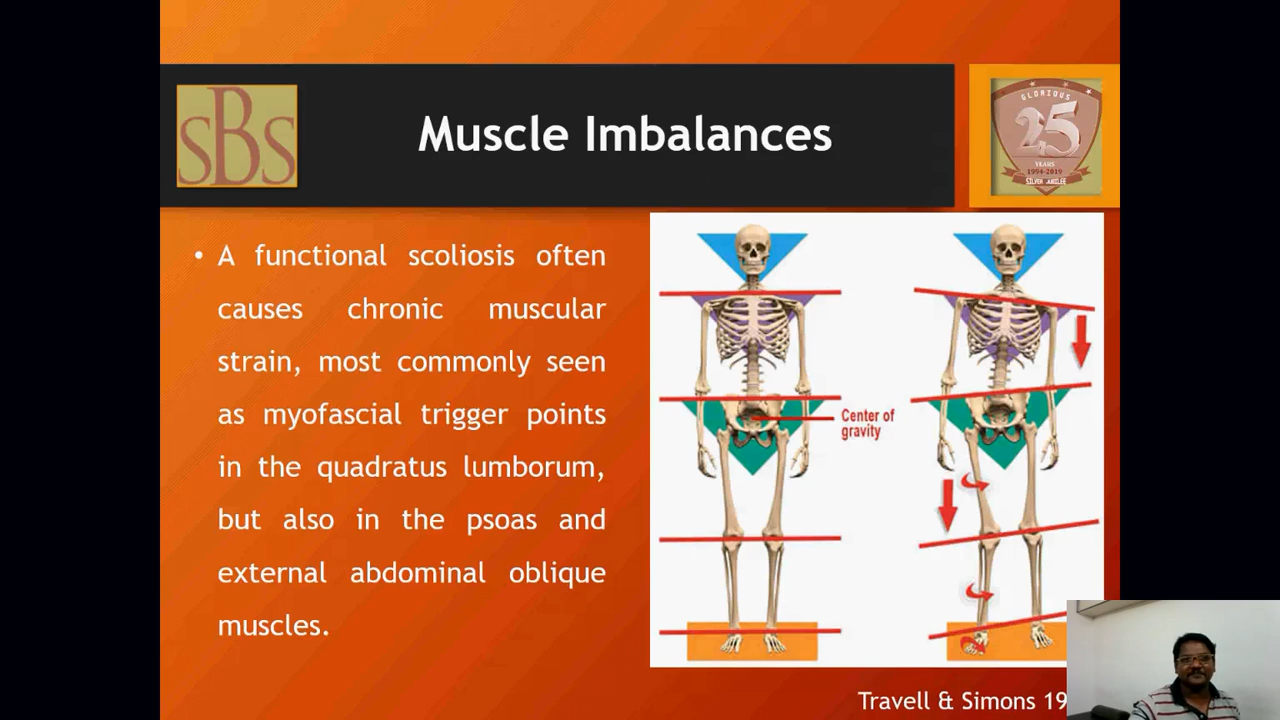 SBS
Muscle Imbalances
GLORIOUS
25
YEARS
1994-2019
SILVER JUBILEE
• A functional scoliosis often
causes chronic muscular
strain, most commonly seen
as myofascial trigger points
in the quadratus lumborum,
but also in the psoas and
external abdominal oblique
muscles.
Center of
gravity
Travell & Simons 19